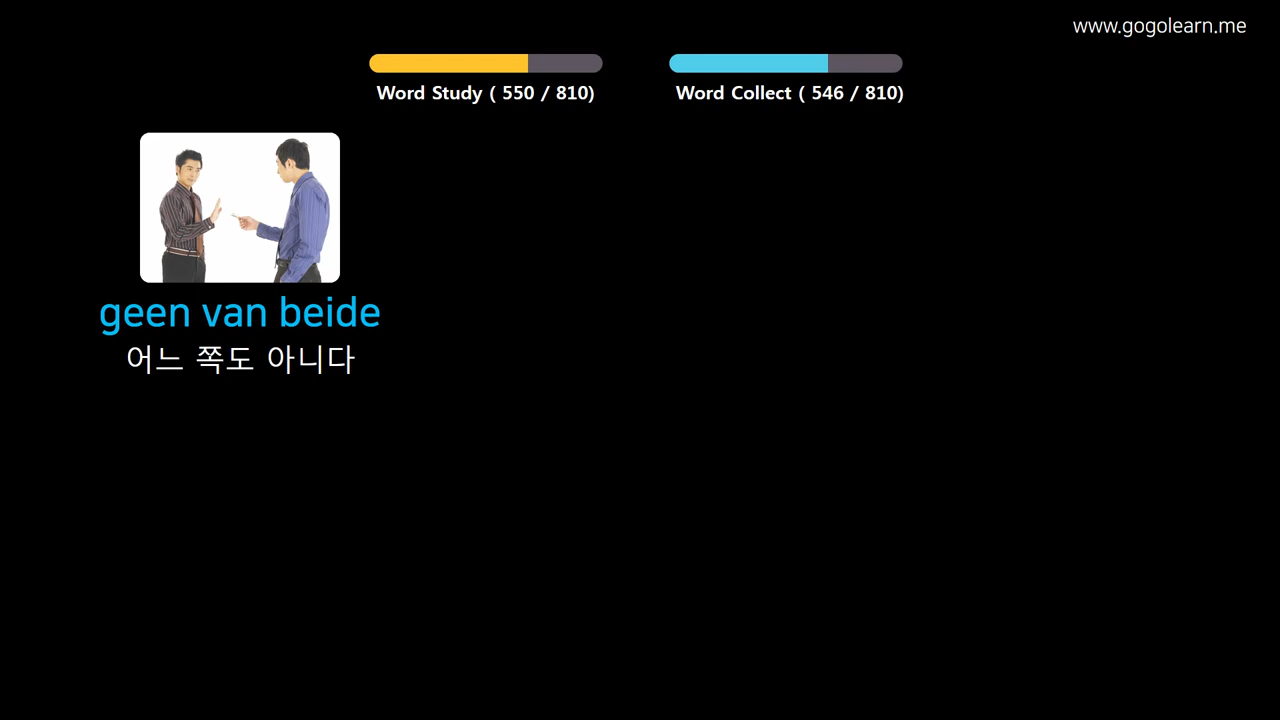 www.gogolearn.me
Word Study ( 550 / 810)
Word Collect ( 546 / 810)
geen van beide
어느 쪽도 아니다